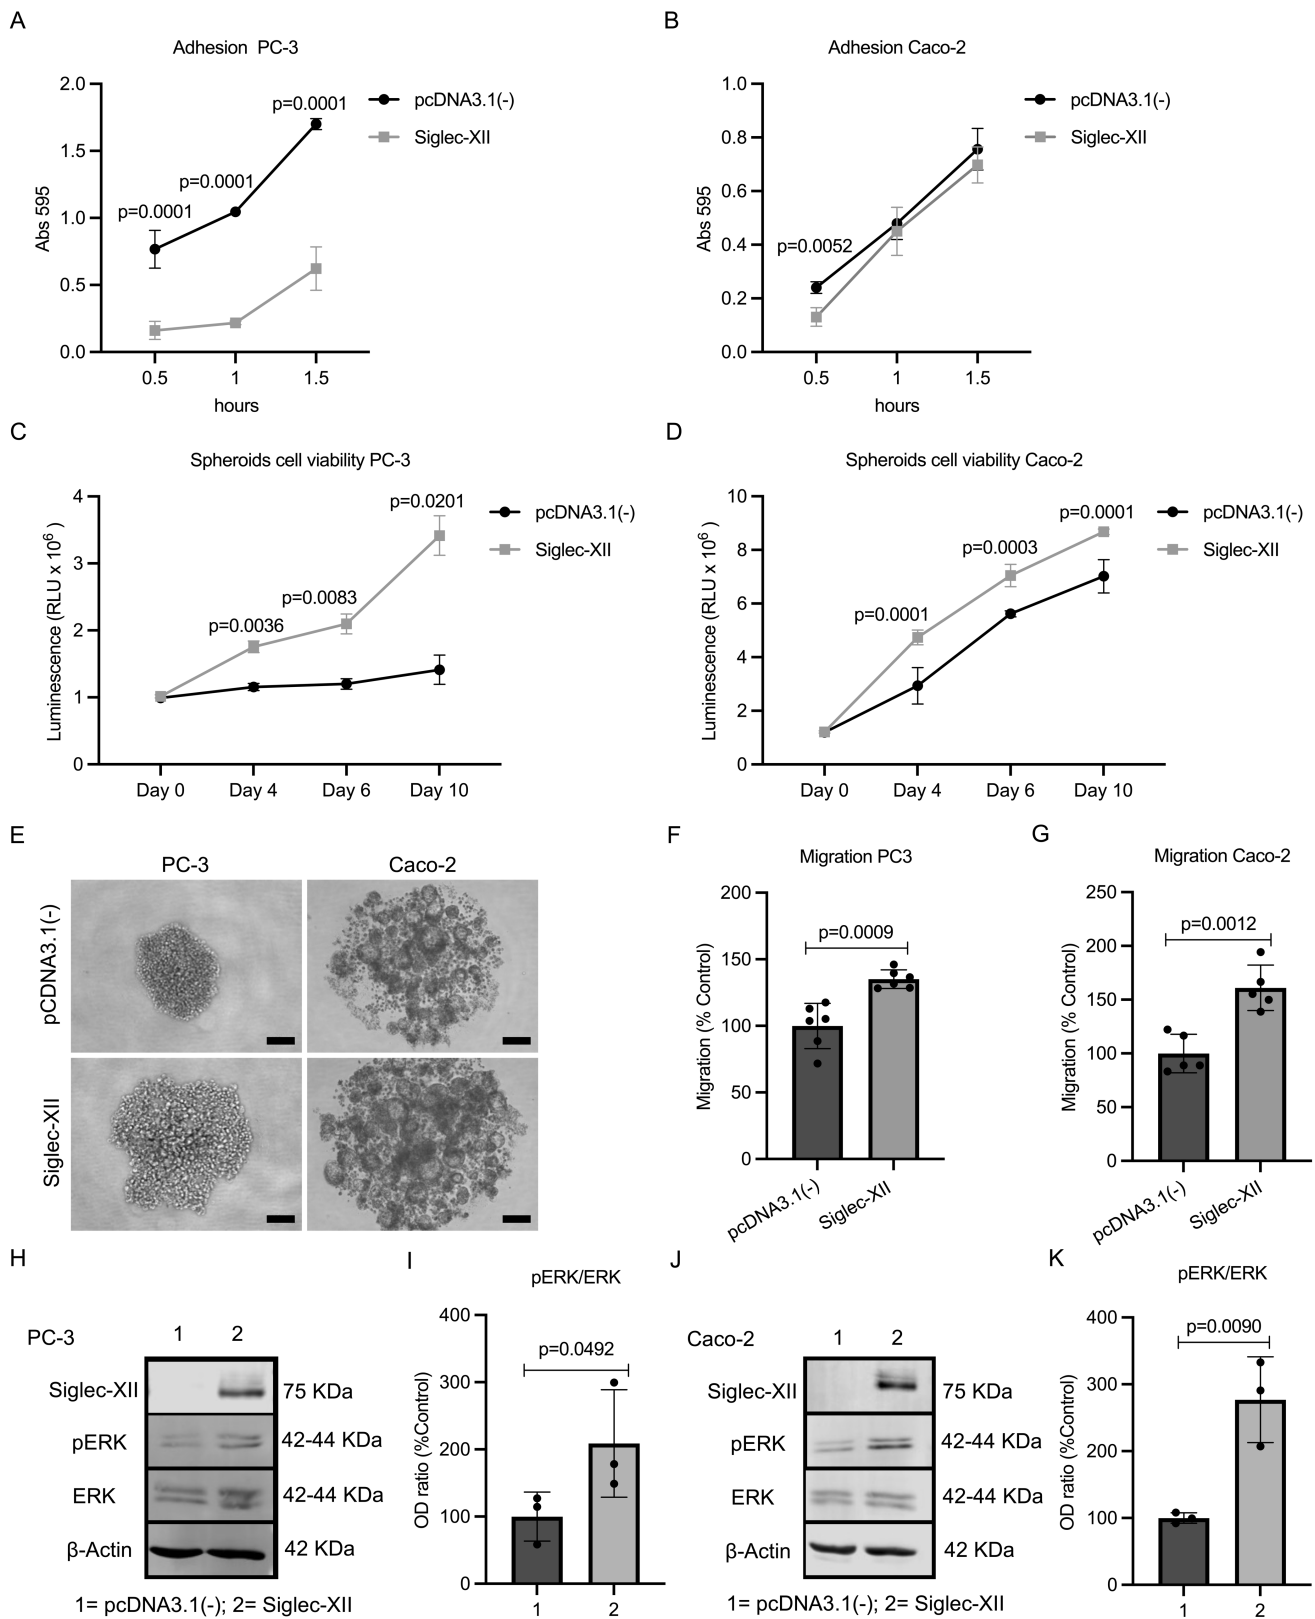 A
Adhesion PC-3
2.0
1.5
1.0
0.5
0.0
Abs 595
p=0.0001
p=0.0001
p=0.0001
0.5 1 1.5
hours
pcDNA3.1(-)
Siglec-XII
B
Adhesion Caco-2
1.0
0.8
0.6
0.4
0.2
0.0
Abs 595
p=0.0052
0.5 1 1.5
hours
pcDNA3.1(-)
Siglec-XII
C
Spheroids cell viability PC-3
4
3
2
1
0
Luminescence (RLU x 10⁶ )
p=0.0036
p=0.0083
p=0.0201
Day 0 Day 4 Day 6 Day 10
pcDNA3.1(-)
Siglec-XII
D
Spheroids cell viability Caco-2
10
8
6
4
2
0
Luminescence (RLU x 10⁶ )
p=0.0001
p=0.0003
p=0.0001
Day 0 Day 4 Day 6 Day 10
pcDNA3.1(-)
Siglec-XII
E
PC-3 Caco-2
pCDNA3.1(-)
Siglec-XII
F
Migration PC3
200
150
100
50
0
Migration (% Control)
p=0.0009
pcDNA3.1(-)
Siglec-XII
G
Migration Caco-2
250
200
150
100
50
0
Migration (% Control)
p=0.0012
pcDNA3.1(-)
Siglec-XII
H
PC-3 1 2
Siglec-XII 75 KDa
pERK 42-44 KDa
ERK 42-44 KDa
β-Actin 42 KDa
1= pcDNA3.1(-); 2= Siglec-XII
I
pERK/ERK
400
300
200
100
0
OD ratio (%Control)
p=0.0492
1 2
J
Caco-2 1 2
Siglec-XII 75 KDa
pERK 42-44 KDa
ERK 42-44 KDa
β-Actin 42 KDa
1= pcDNA3.1(-); 2= Siglec-XII
K
pERK/ERK
400
300
200
100
0
OD ratio (%Control)
p=0.0090
1 2